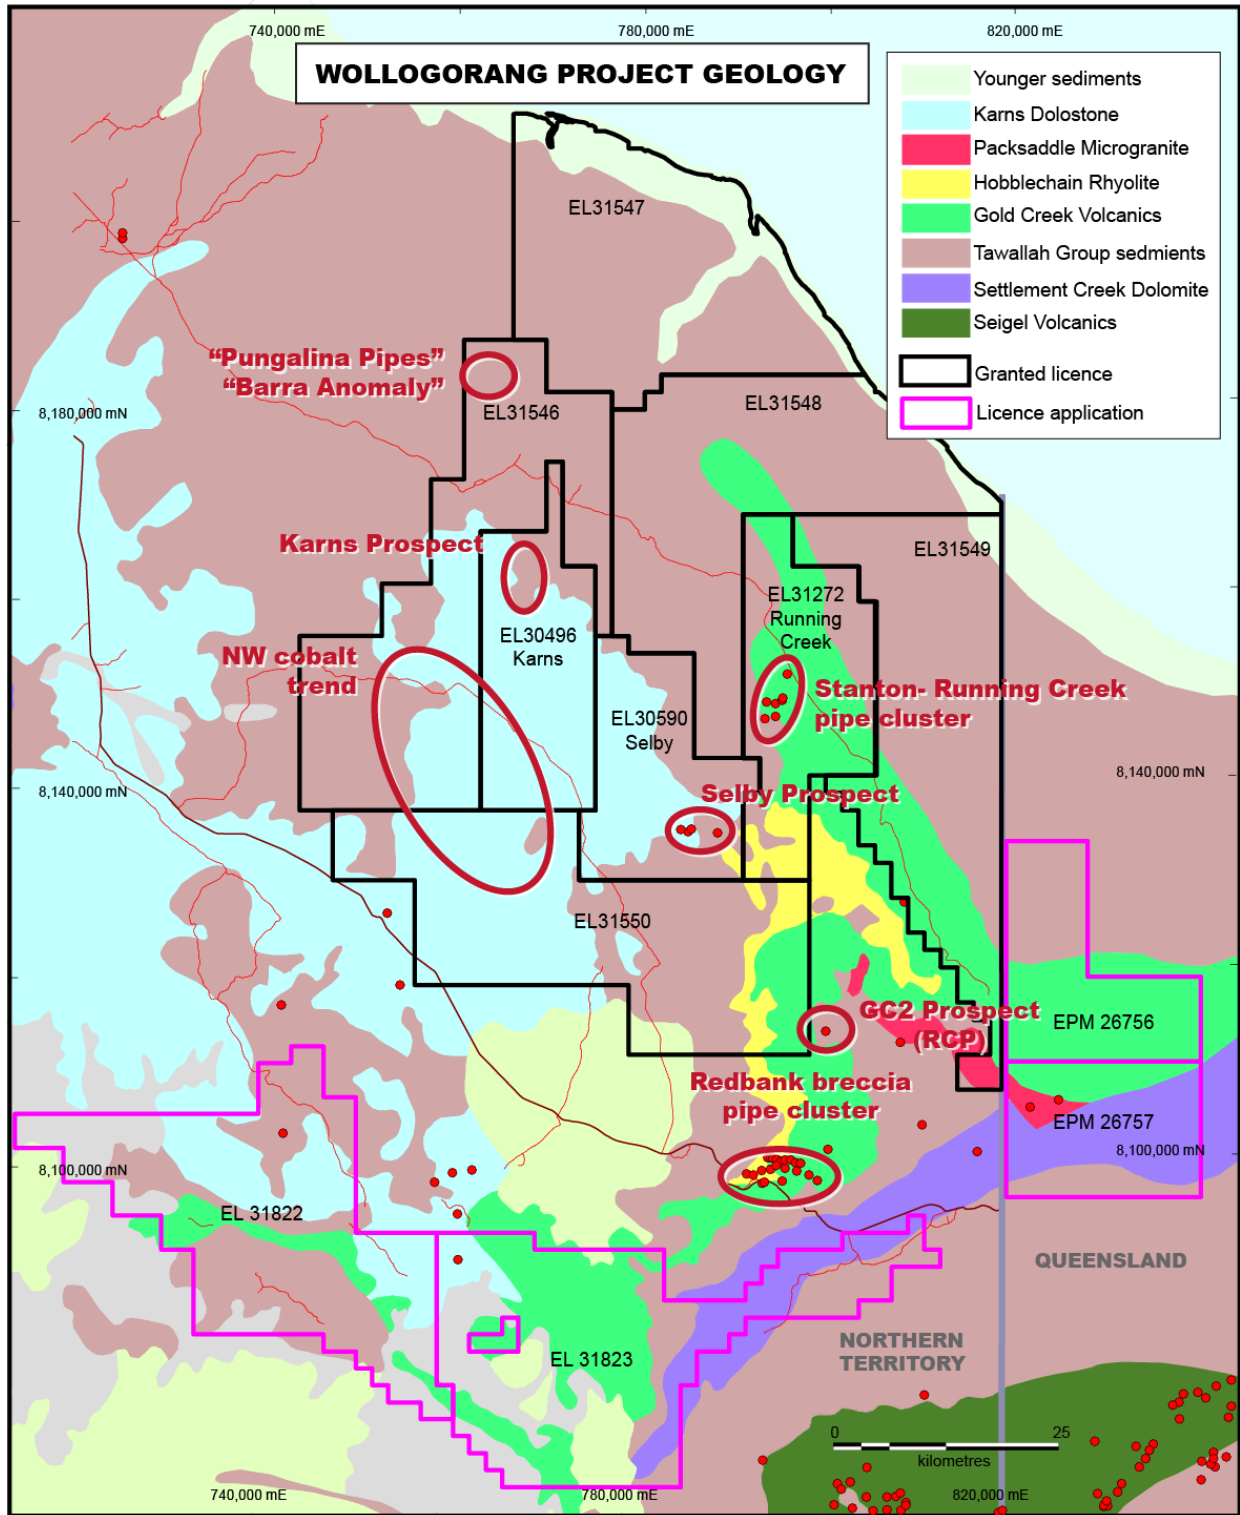 740,000 mE
780,000 mE
820,000 mE
WOLLOGORANG PROJECT GEOLOGY
Younger sediments
Karns Dolostone
Packsaddle Microgranite
Hobblechain Rhyolite
Gold Creek Volcanics
Tawallah Group sedmients
Settlement Creek Dolomite
Seigel Volcanics
Granted licence
Licence application
EL31547
“Pungalina Pipes”
“Barra Anomaly”
8,180,000 mN
EL31546
EL31548
Karns Prospect
EL31549
EL31272
Running
Creek
EL30496
Karns
NW cobalt
trend
Stanton- Running Creek
pipe cluster
EL30590
Selby
8,140,000 mN
8,140,000 mN
Selby Prospect
EL31550
GC2 Prospect
(RCP)
EPM 26756
Redbank breccia
pipe cluster
EPM 26757
8,100,000 mN
8,100,000 mN
EL 31822
QUEENSLAND
NORTHERN
TERRITORY
EL 31823
0
25
kilometres
740,000 mE
780,000 mE
820,000 mE